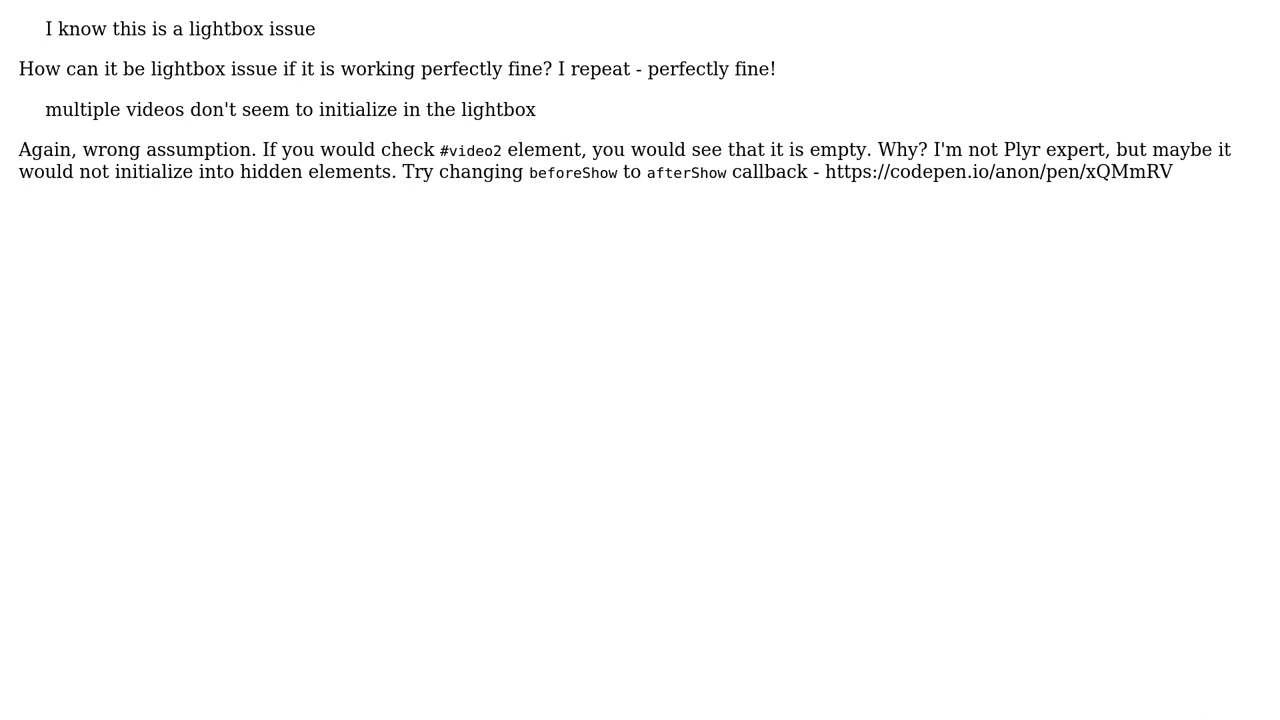 I know this is a lightbox issue
How can it be lightbox issue if it is working perfectly fine? I repeat - perfectly fine!
multiple videos don't seem to initialize in the lightbox
Again, wrong assumption. If you would check #video2 element, you would see that it is empty. Why? I'm not Plyr expert, but maybe it
would not initialize into hidden elements. Try changing beforeShow to afterShow callback - https://codepen.io/anon/pen/xQMmRV